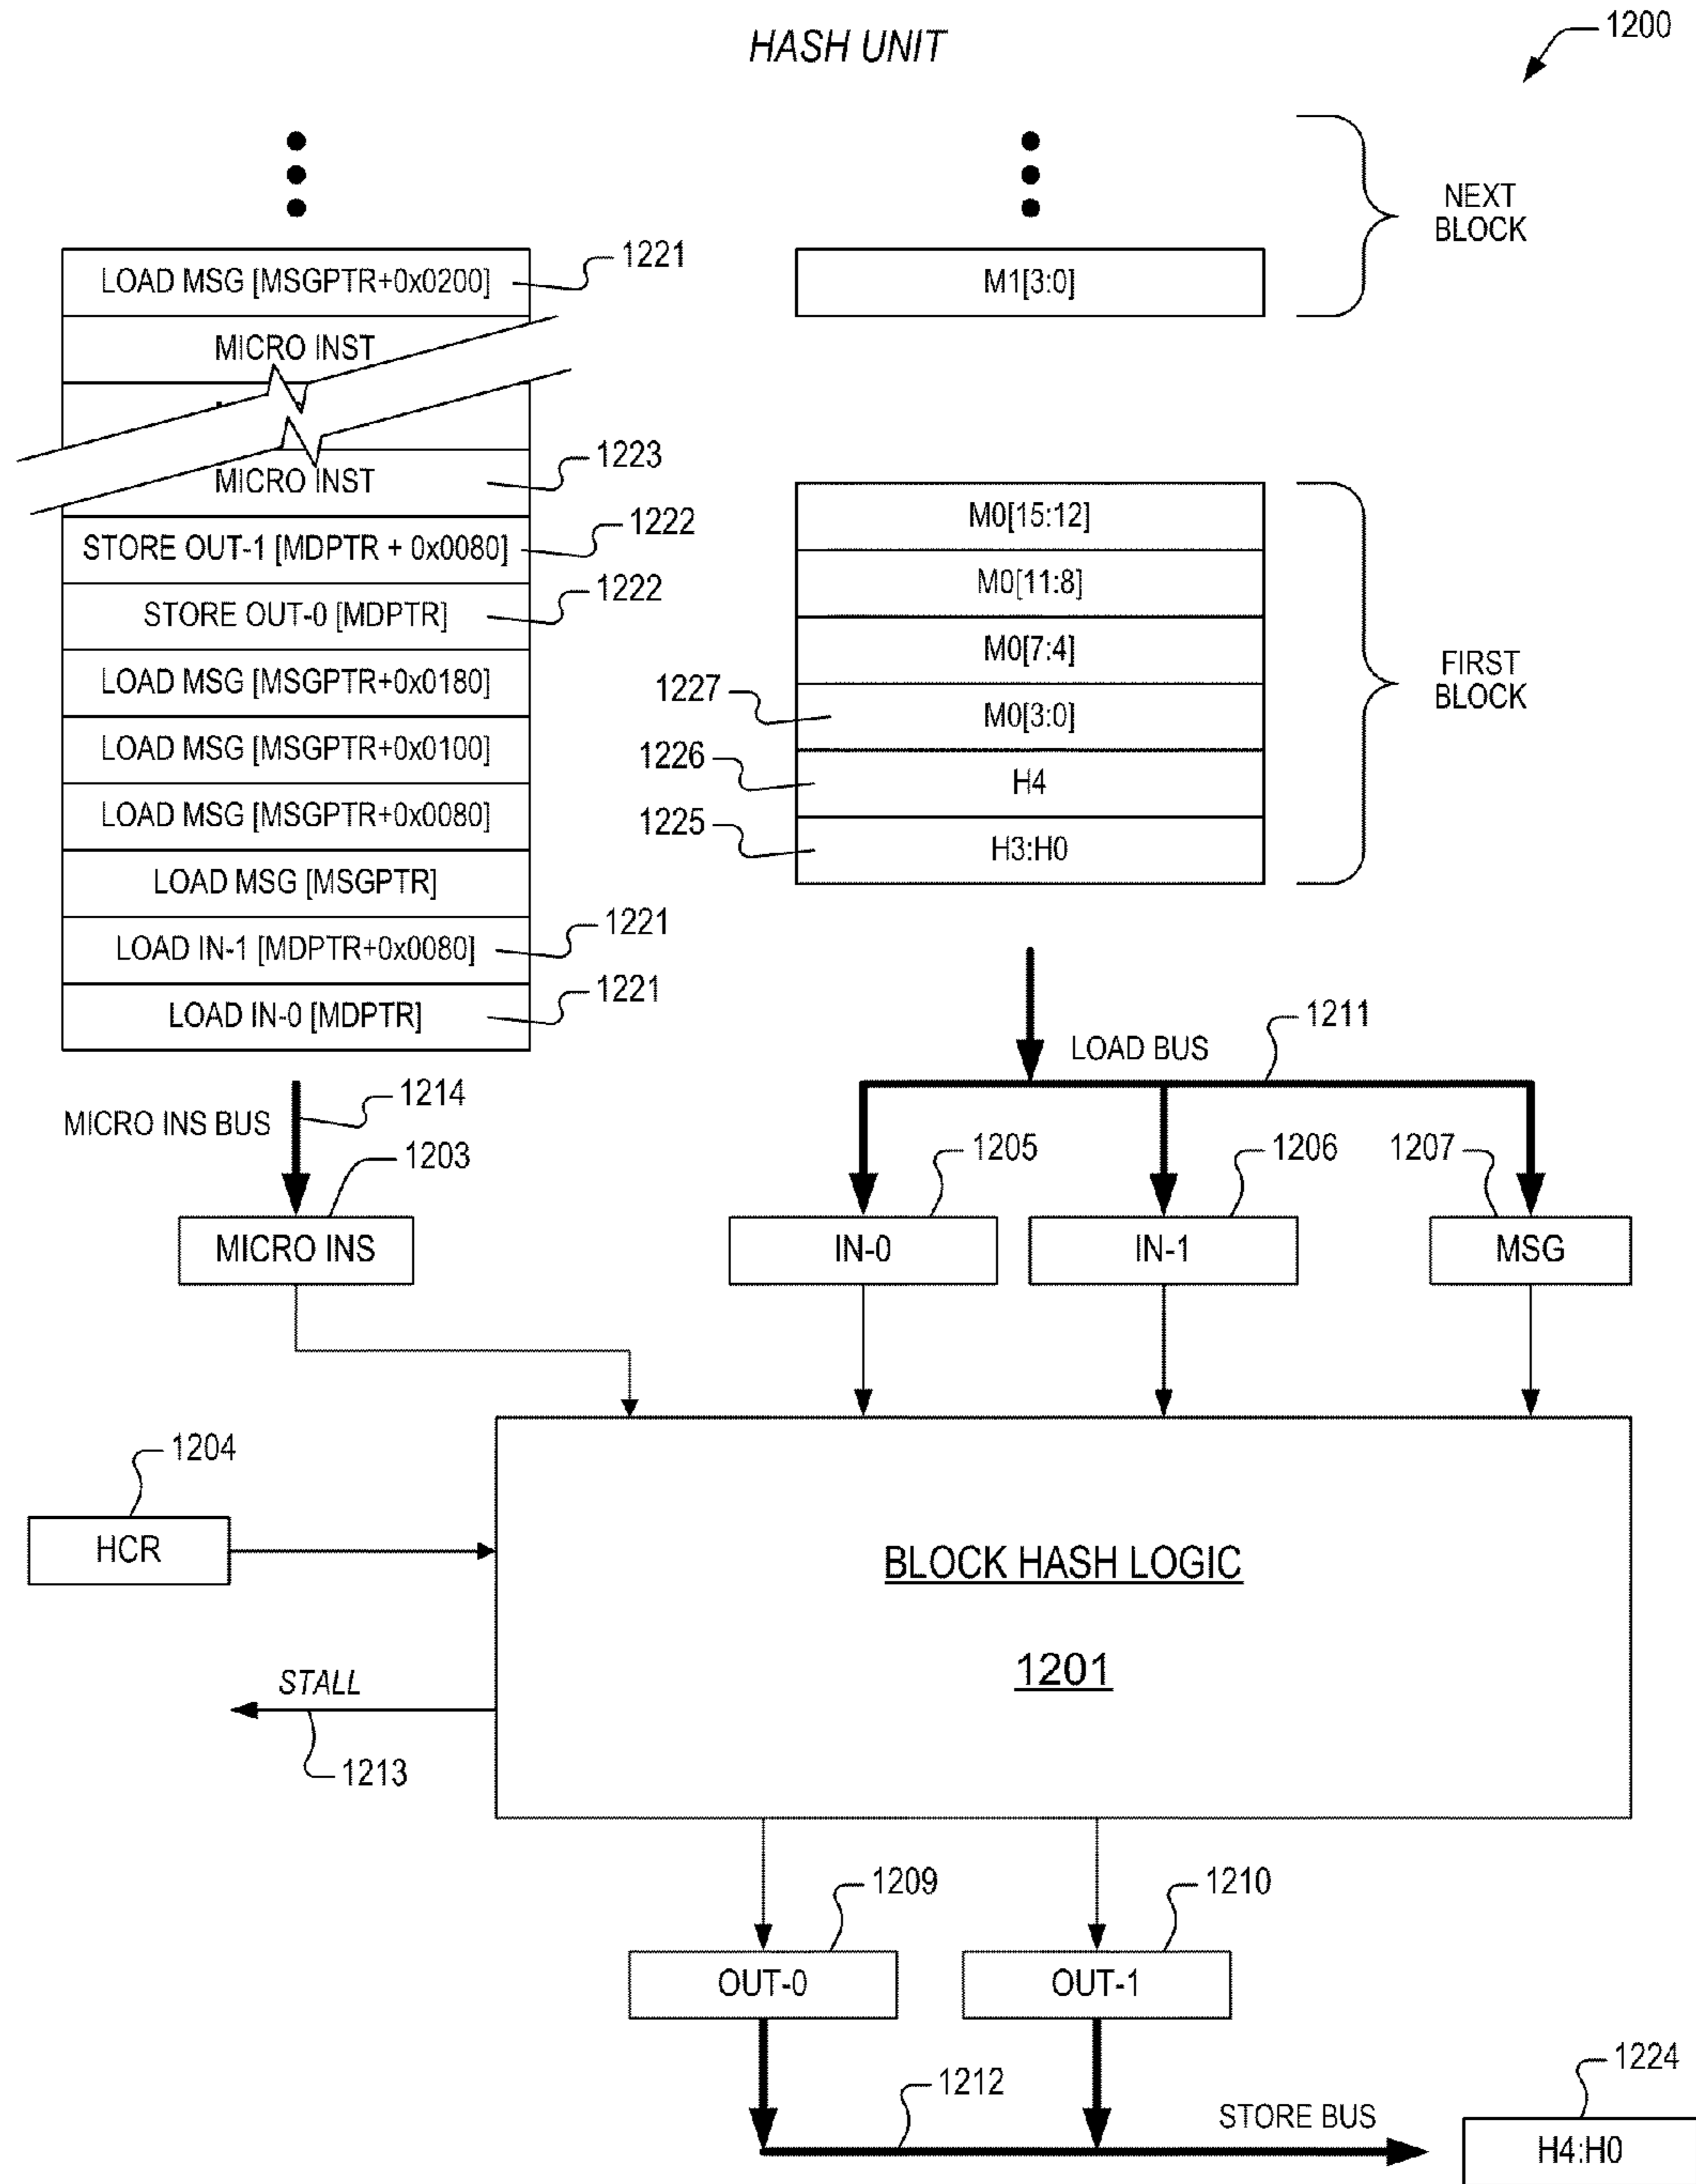 HASH UNIT
1200
NEXT
BLOCK
LOAD MSG [MSGPTR+0x0200]
1221
M1[3:0]
MICRO INST
MICRO INST
1223
STORE OUT-1 [MDPTR + 0x0080]
1222
STORE OUT-0 [MDPTR]
1222
LOAD MSG [MSGPTR+0x0180]
LOAD MSG [MSGPTR+0x0100]
LOAD MSG [MSGPTR+0x0080]
LOAD MSG [MSGPTR]
LOAD IN-1 [MDPTR+0x0080]
1221
LOAD IN-0 [MDPTR]
1221
M0[15:12]
M0[11:8]
M0[7:4]
1227
M0[3:0]
1226
H4
1225
H3:H0
FIRST
BLOCK
MICRO INS BUS
1214
LOAD BUS
1211
1203
MICRO INS
1205
IN-0
1206
IN-1
1207
MSG
1204
HCR
BLOCK HASH LOGIC
1201
STALL
1213
1209
OUT-0
1210
OUT-1
1212
STORE BUS
1224
H4:H0